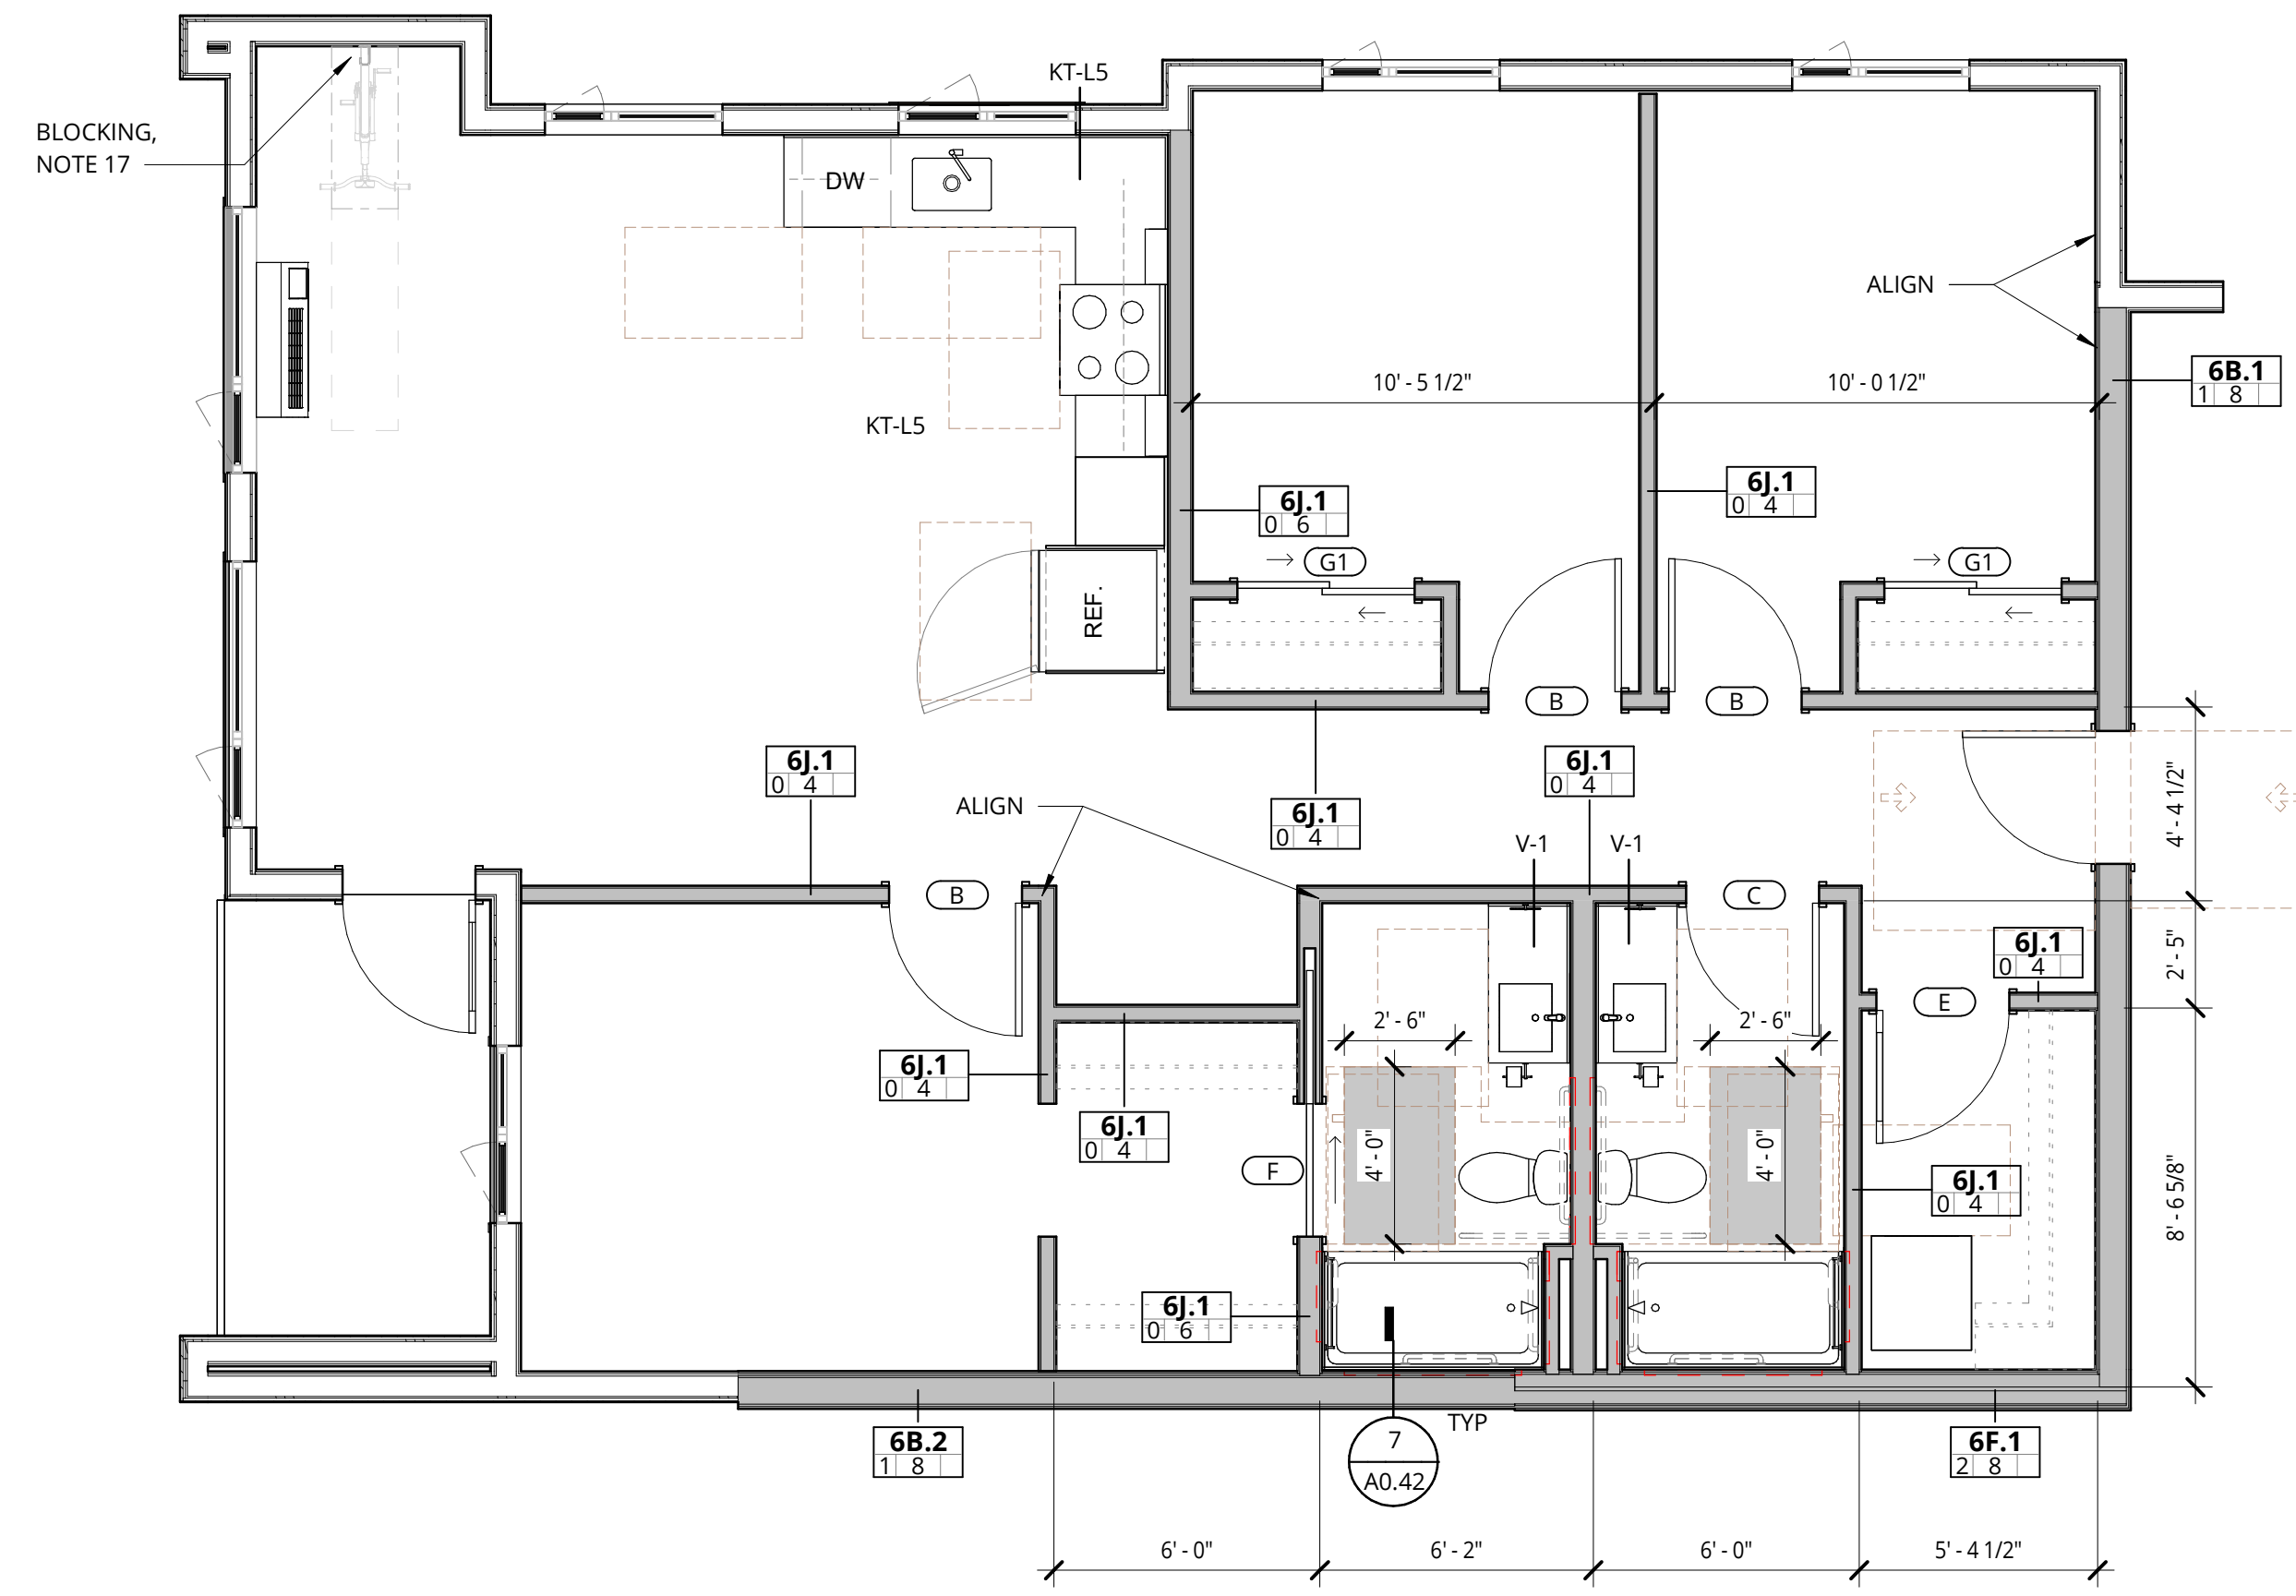 KT-L5
BLOCKING,
NOTE 17
DW
ALIGN
6B.1
1 8
10' - 5 1/2"
10' - 0 1/2"
KT-L5
6J.1
0 6
6J.1
0 4
G1
G1
REF.
B
B
6J.1
0 4
6J.1
0 4
ALIGN
6J.1
0 4
V-1
V-1
4' - 4 1/2"
B
C
6J.1
0 4
2' - 5"
E
2' - 6"
2' - 6"
6J.1
0 4
6J.1
0 4
F
4' - 0"
4' - 0"
6J.1
0 4
8' - 6 5/8"
6J.1
0 6
6B.2
1 8
7
A0.42
TYP
6F.1
2 8
6' - 0"
6' - 2"
6' - 0"
5' - 4 1/2"